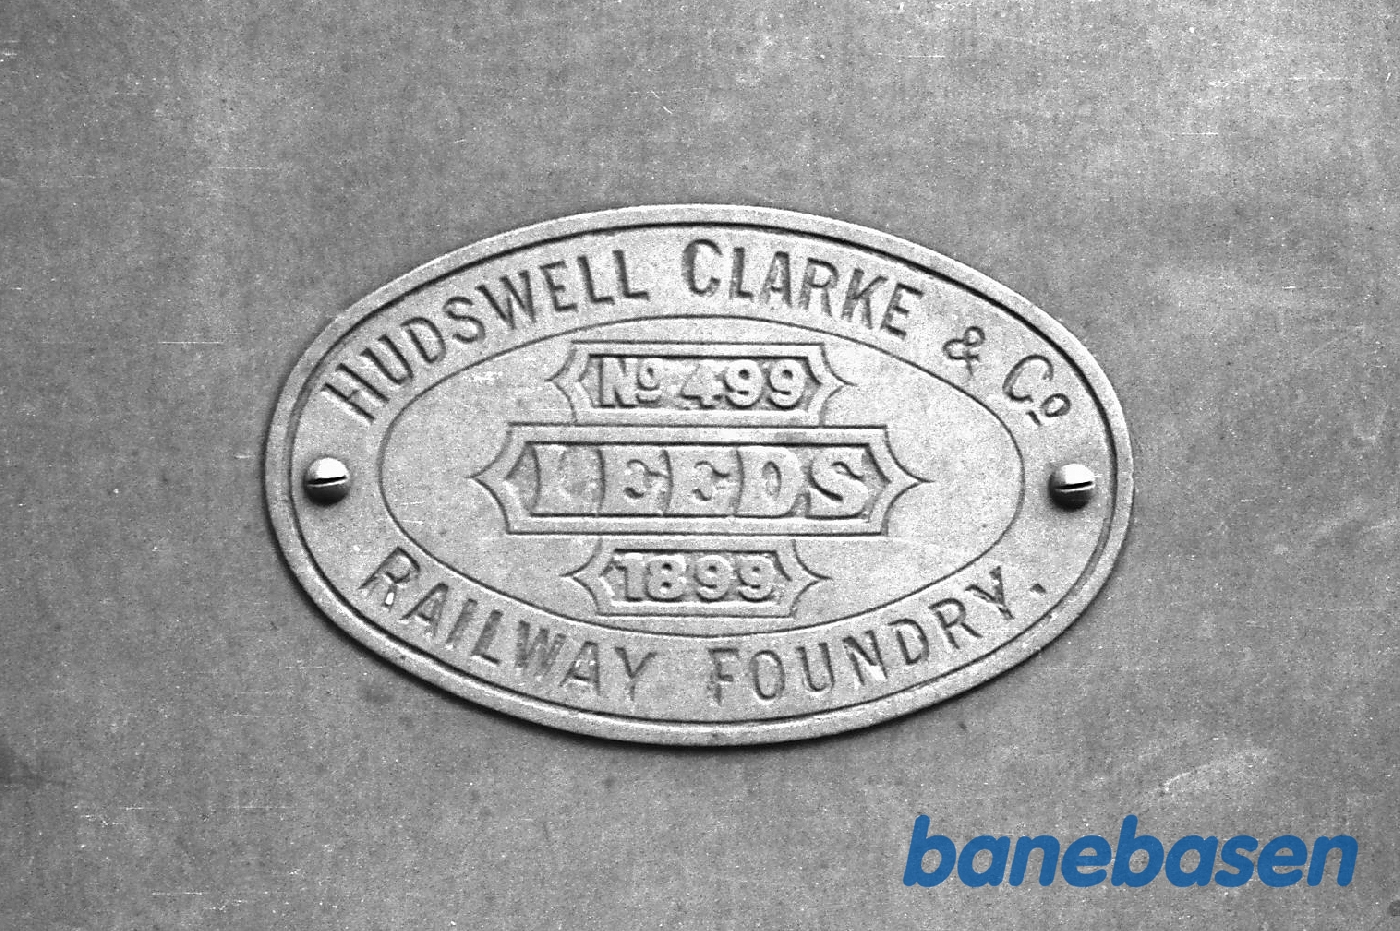 HUDSWELL CLARKE & Co
No 499
LEEDS
1899
RAILWAY FOUNDRY.
banebasen